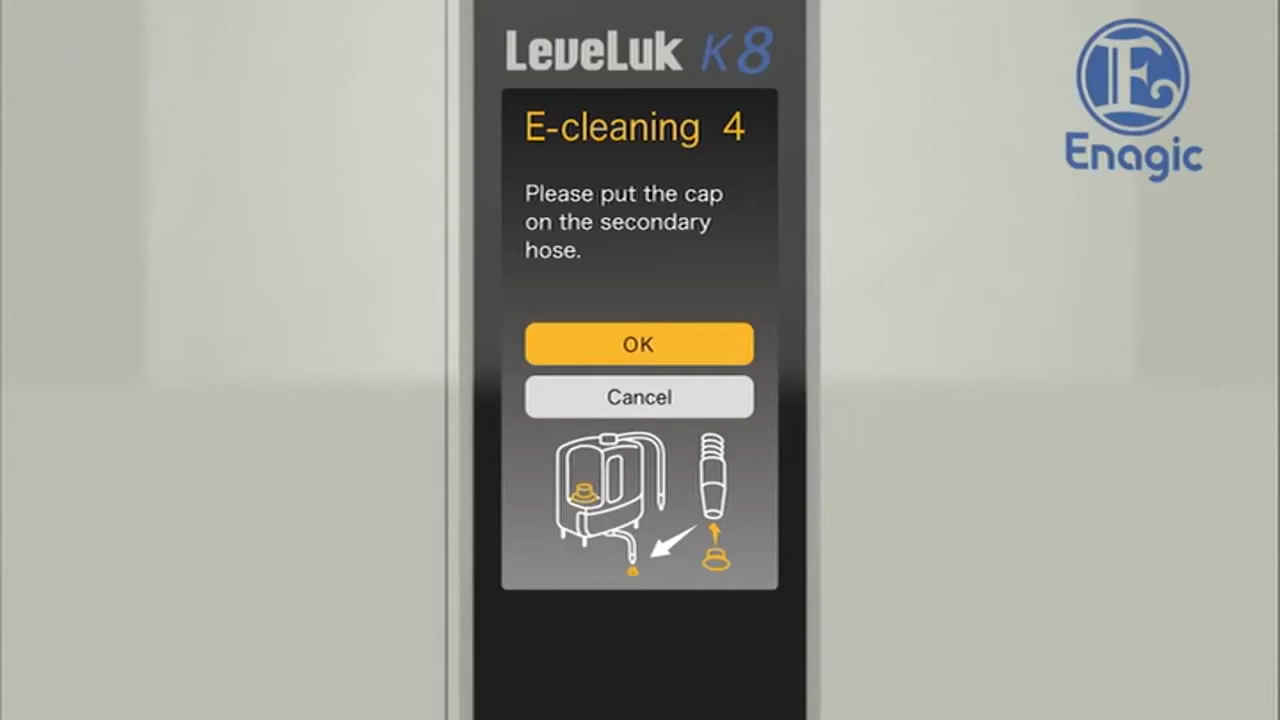 LeveLuk K8
E-cleaning 4
Please put the cap
on the secondary
hose.
OK
Cancel
E
Enagic